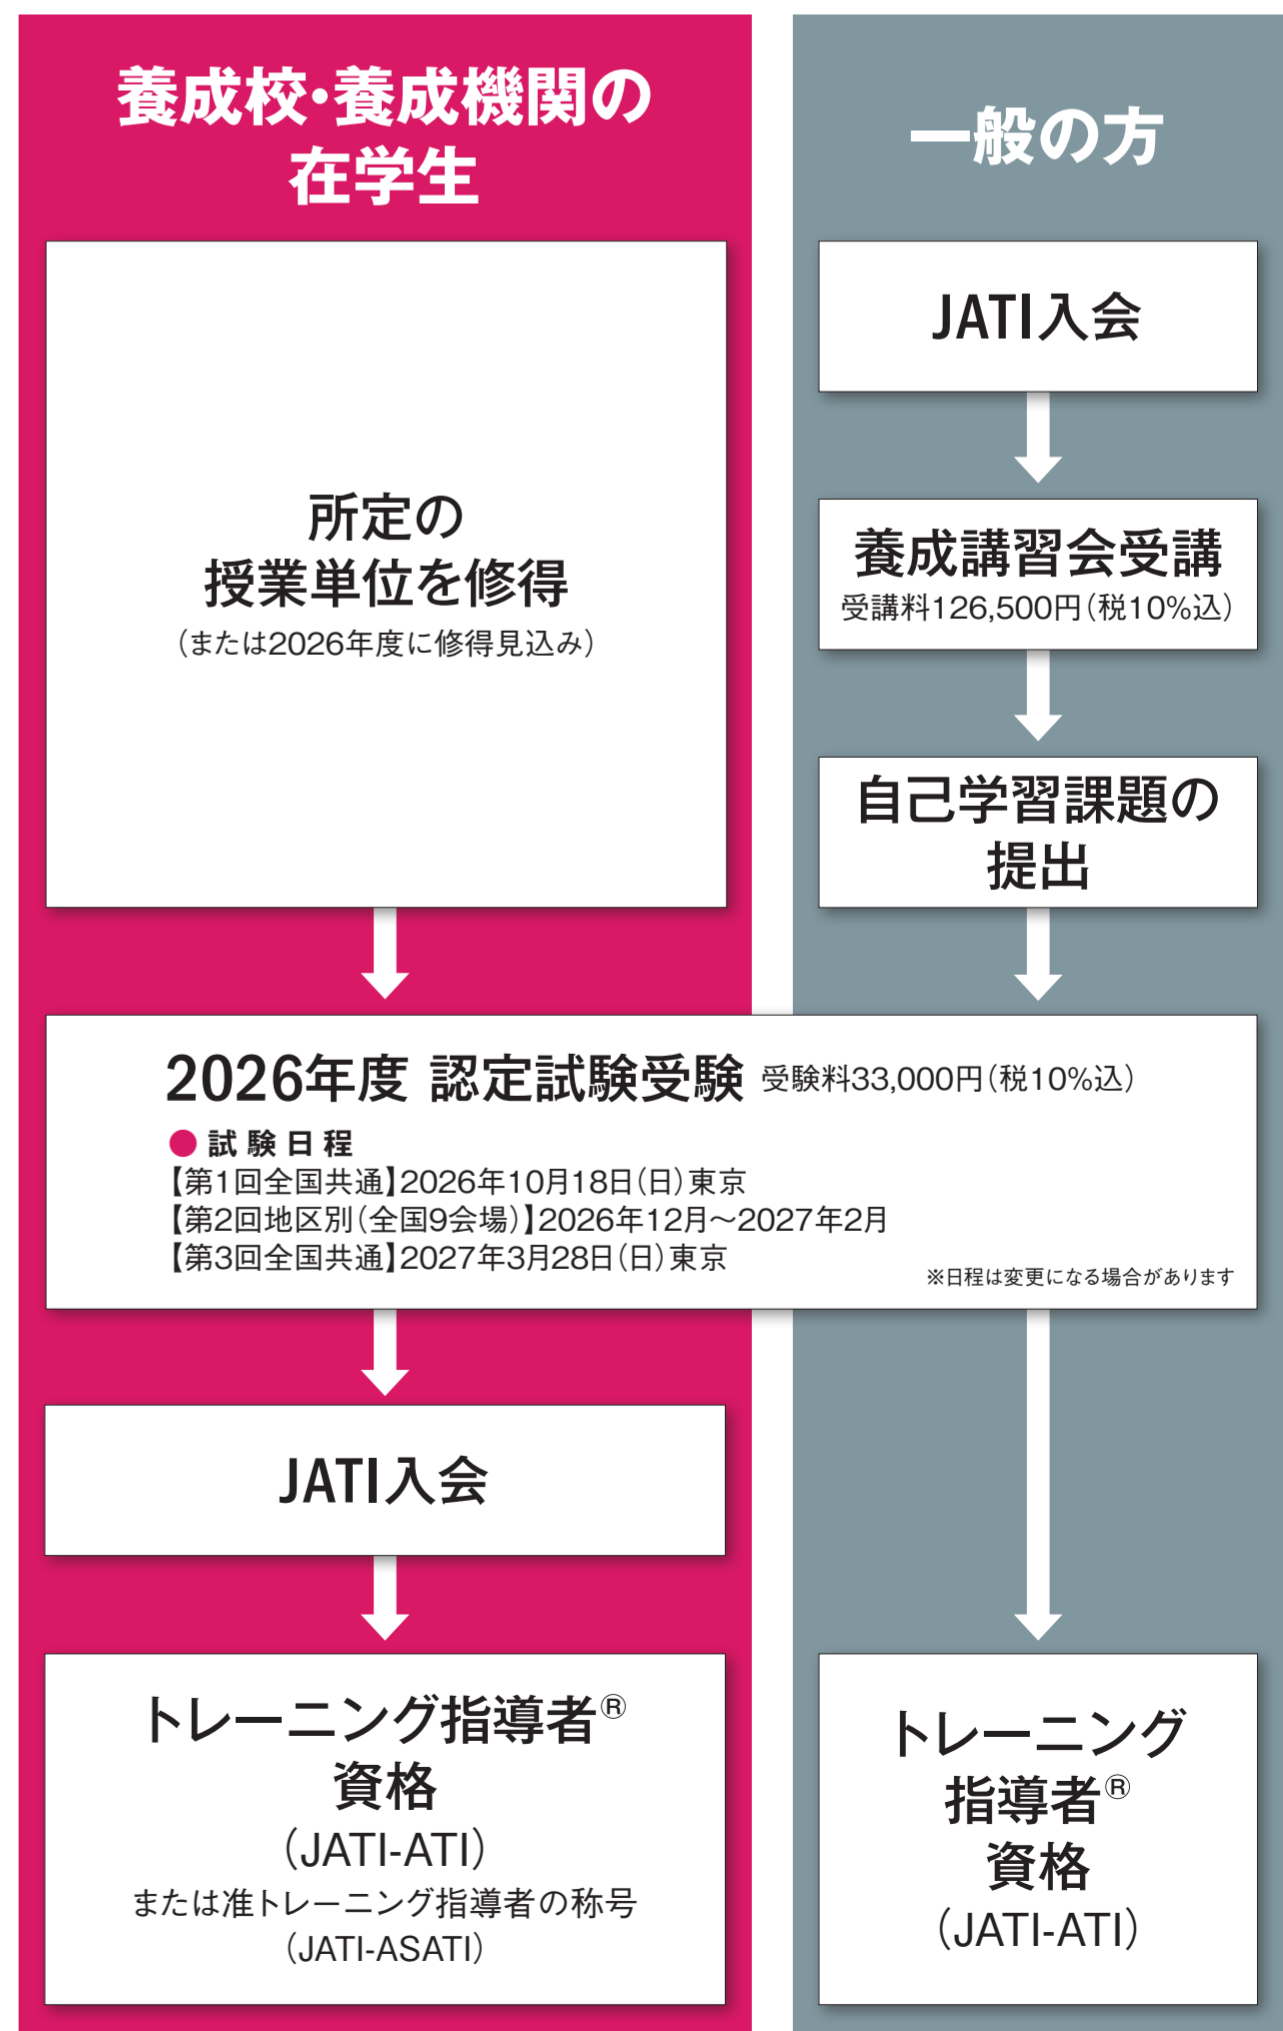 養成校・養成機関の
在学生
所定の
授業単位を修得
（または2026年度に修得見込み）
一般の方
JATI入会
養成講習会受講
受講料126,500円（税10%込）
自己学習課題の
提出
2026年度 認定試験受験 受験料33,000円（税10%込）
●試験日程
【第1回全国共通】2026年10月18日（日）東京
【第2回地区別（全国9会場）】2026年12月〜2027年2月
【第3回全国共通】2027年3月28日（日）東京
※日程は変更になる場合があります
JATI入会
トレーニング指導者®
資格
（JATI-ATI）
または准トレーニング指導者の称号
（JATI-ASATI）
トレーニング
指導者®
資格
（JATI-ATI）